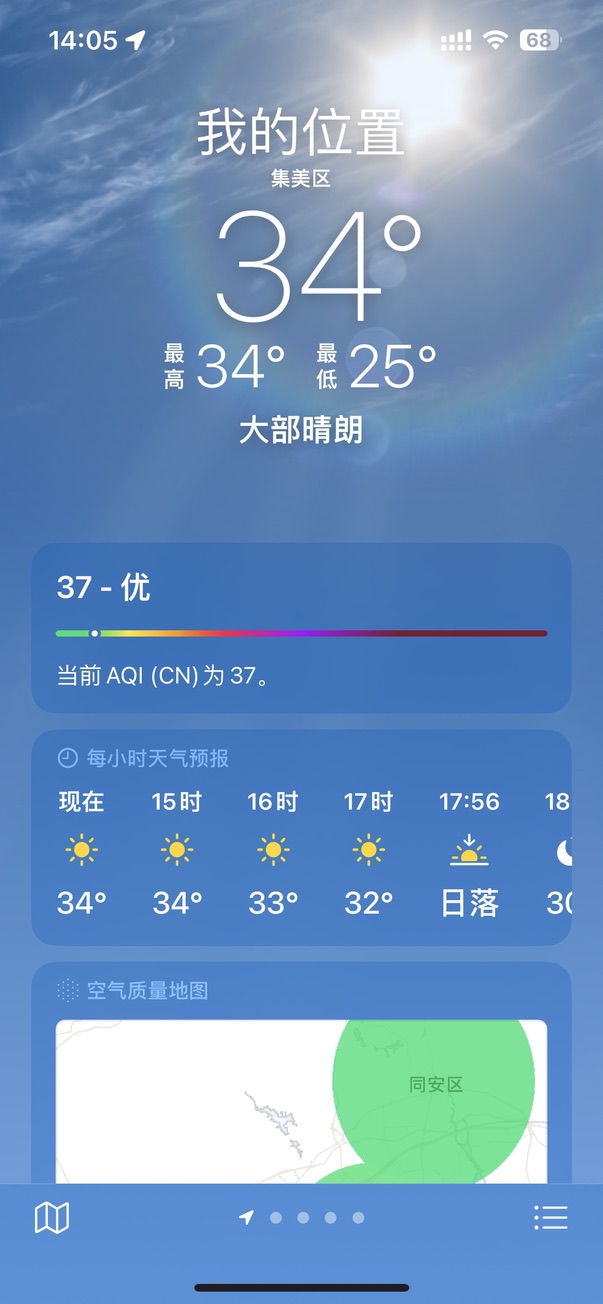 14:05
68
我的位置
集美区
34°
最高 34° 最低 25°
大部晴朗
37 - 优
当前 AQI (CN) 为 37。
每小时天气预报
现在 15时 16时 17时 17:56 18
34° 34° 33° 32° 日落 30
空气质量地图
同安区